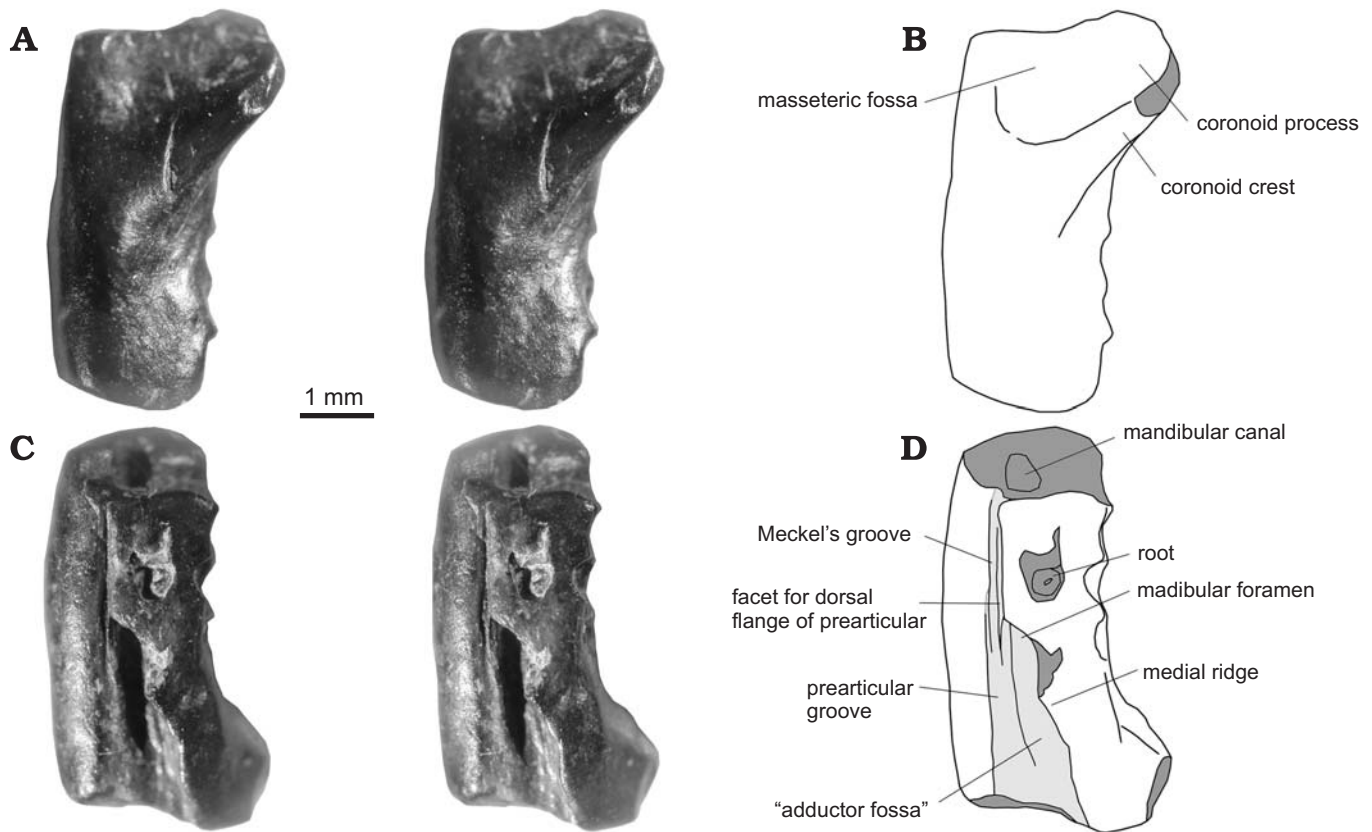 A
B
masseteric fossa
coronoid process
coronoid crest
1 mm
C
D
mandibular canal
Meckel's groove
root
facet for dorsal
flange of prearticular
madibular foramen
medial ridge
prearticular
groove
“adductor fossa”